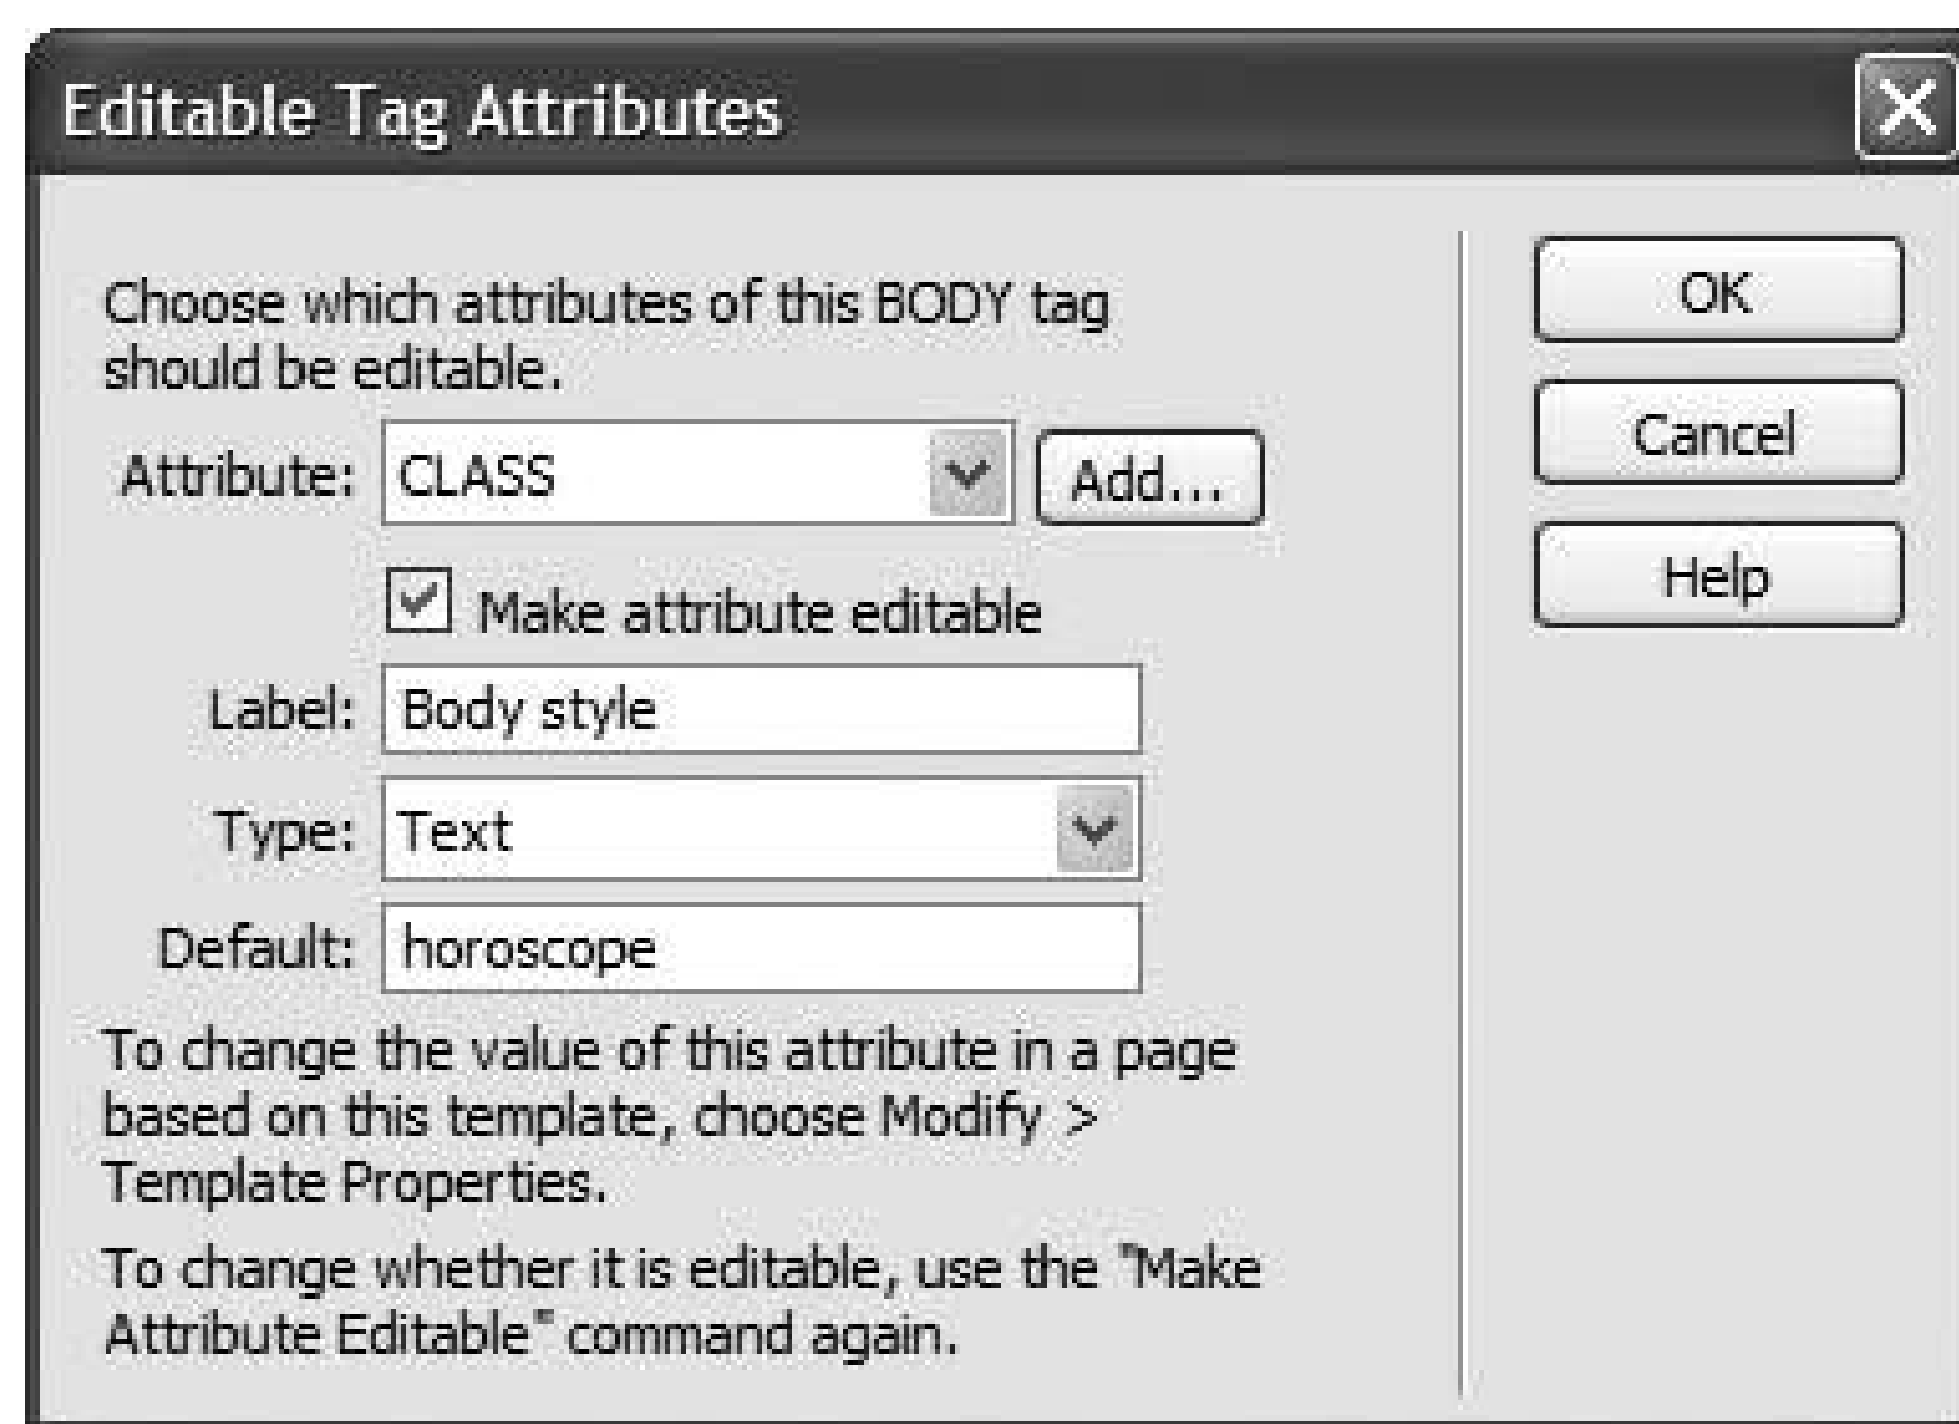 Editable Tag Attributes
Choose which attributes of this BODY tag
should be editable.
OK
Cancel
Help
Attribute: CLASS Add...
Make attribute editable
Label: Body style
Type: Text
Default: horoscope
To change the value of this attribute in a page
based on this template, choose Modify >
Template Properties.
To change whether it is editable, use the "Make
Attribute Editable" command again.